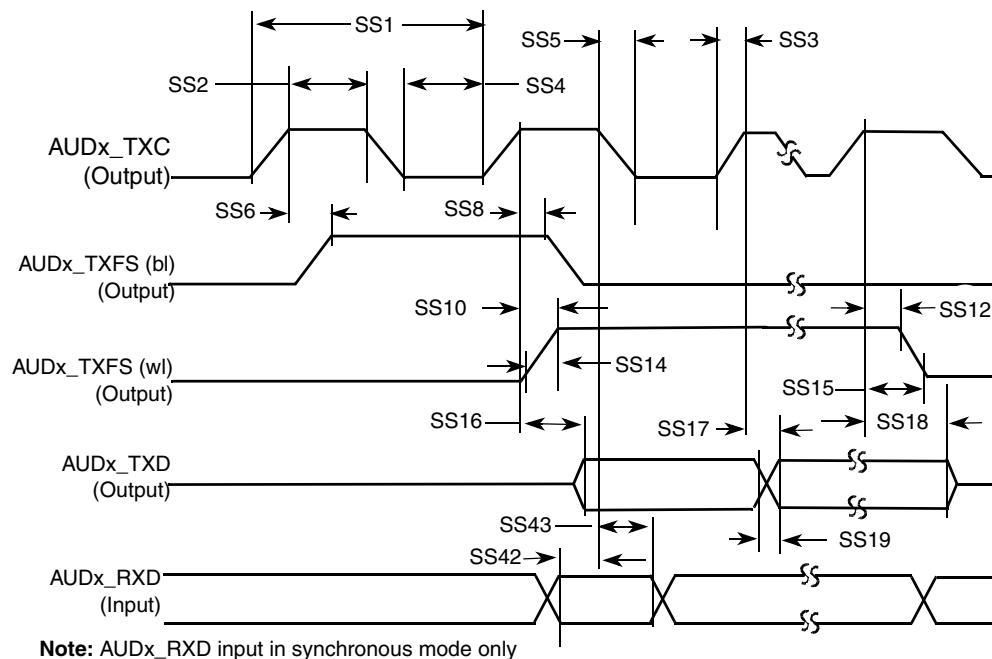 SS1
SS5
SS3
SS2
SS4
AUDx_TXC
(Output)
SS6
SS8
AUDx_TXFS (bl)
(Output)
SS10
SS12
AUDx_TXFS (wl)
(Output)
SS14
SS15
SS16
SS17
SS18
AUDx_TXD
(Output)
SS43
SS19
SS42
AUDx_RXD
(Input)
Note: AUDx_RXD input in synchronous mode only